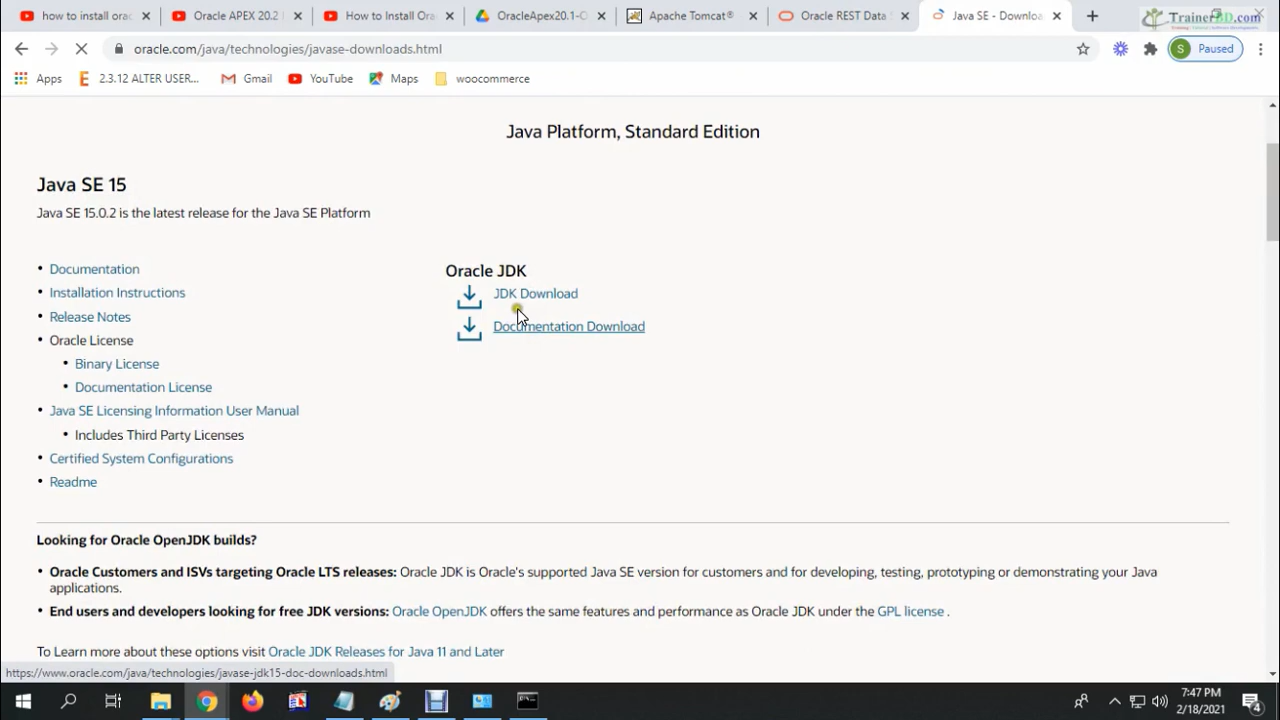 how to install orac
Oracle APEX 20.2
How to Install Ora
OracleApex20.1-O
Apache Tomcat®
Oracle REST Data
Java SE - Downloa
TrainerBD.com
oracle.com/java/technologies/javase-downloads.html
S
Paused
Apps
2.3.12 ALTER USER...
Gmail
YouTube
Maps
woocommerce
Java Platform, Standard Edition
Java SE 15
Java SE 15.0.2 is the latest release for the Java SE Platform
• Documentation
• Installation Instructions
• Release Notes
• Oracle License
• Binary License
• Documentation License
• Java SE Licensing Information User Manual
• Includes Third Party Licenses
• Certified System Configurations
• Readme
Oracle JDK
JDK Download
Documentation Download
Looking for Oracle OpenJDK builds?
• Oracle Customers and ISVs targeting Oracle LTS releases: Oracle JDK is Oracle's supported Java SE version for customers and for developing, testing, prototyping or demonstrating your Java
applications.
• End users and developers looking for free JDK versions: Oracle OpenJDK offers the same features and performance as Oracle JDK under the GPL license .
To Learn more about these options visit Oracle JDK Releases for Java 11 and Later
https://www.oracle.com/java/technologies/javase-jdk15-doc-downloads.html
7:47 PM
2/18/2021
4